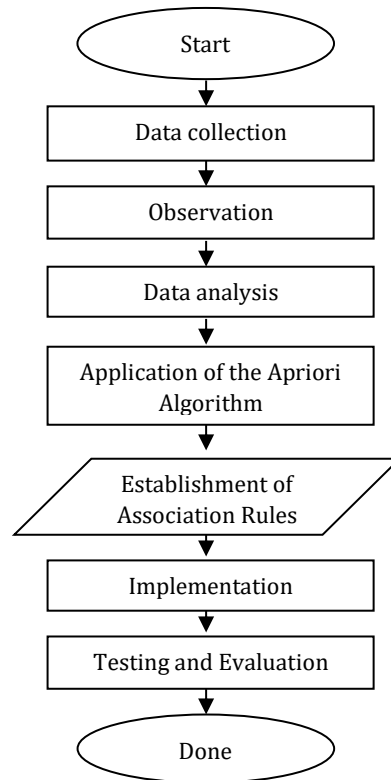 Start
Data collection
Observation
Data analysis
Application of the Apriori
Algorithm
Establishment of
Association Rules
Implementation
Testing and Evaluation
Done